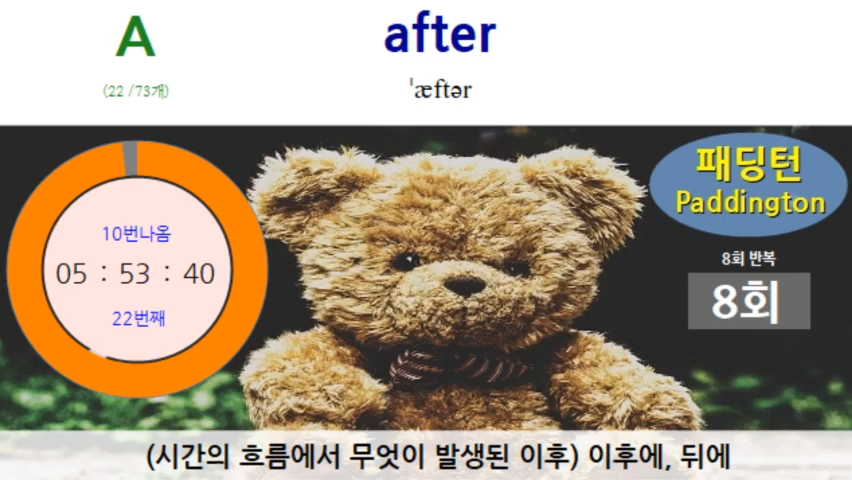 A
after
(22 /73개)
ˈæftər
패딩턴
Paddington
10번나옴
05 : 53 : 40
22번째
8회 반복
8회
(시간의 흐름에서 무엇이 발생된 이후) 이후에, 뒤에